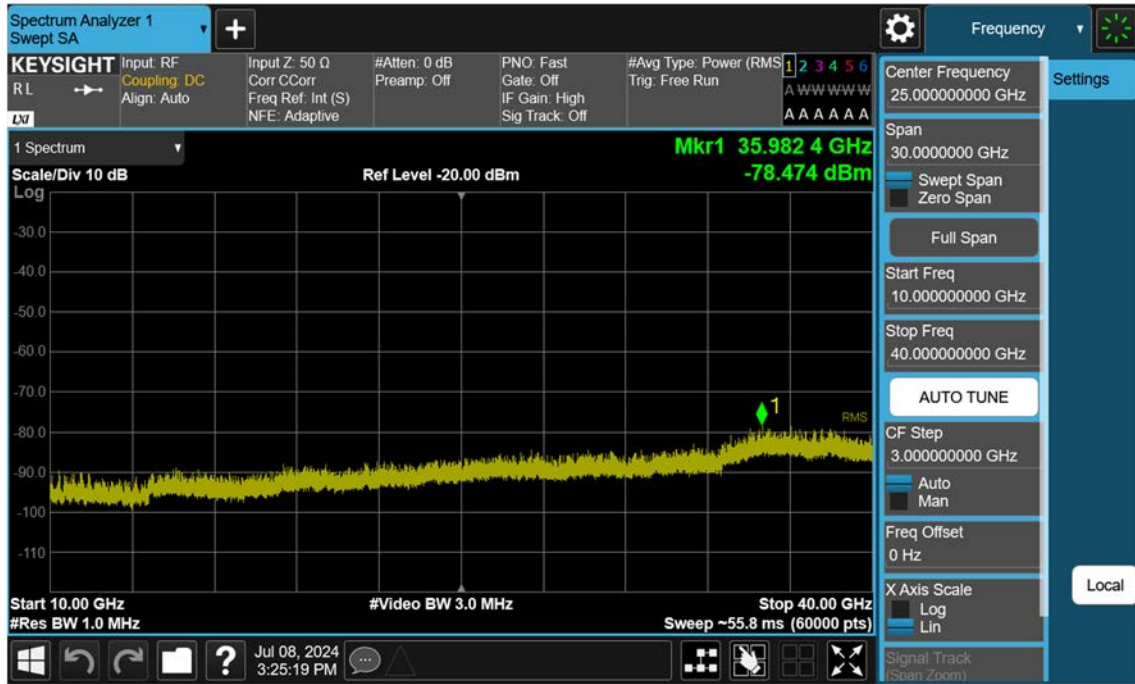 Spectrum Analyzer 1
Swept SA
Frequency
KEYSIGHT
R L
LXI
Input: RF
Coupling: DC
Align: Auto
Input Z: 50 Ω
Corr CCorr
Freq Ref: Int (S)
NFE: Adaptive
#Atten: 0 dB
Preamp: Off
PNO: Fast
Gate: Off
IF Gain: High
Sig Track: Off
#Avg Type: Power (RMS
Trig: Free Run
1 2 3 4 5 6
A W W W W W
A A A A A A
1 Spectrum
Mkr1 35.982 4 GHz
-78.474 dBm
Scale/Div 10 dB
Ref Level -20.00 dBm
Log
-30.0
-40.0
-50.0
-60.0
-70.0
-80.0
-90.0
-100
-110
1
RMS
Start 10.00 GHz
#Res BW 1.0 MHz
#Video BW 3.0 MHz
Stop 40.00 GHz
Sweep ~55.8 ms (60000 pts)
Center Frequency
25.000000000 GHz
Span
30.0000000 GHz
Swept Span
Zero Span
Full Span
Start Freq
10.000000000 GHz
Stop Freq
40.000000000 GHz
AUTO TUNE
CF Step
3.000000000 GHz
Auto
Man
Freq Offset
0 Hz
X Axis Scale
Log
Lin
Signal Track
(Span Zoom)
Settings
Local
?
Jul 08, 2024
3:25:19 PM